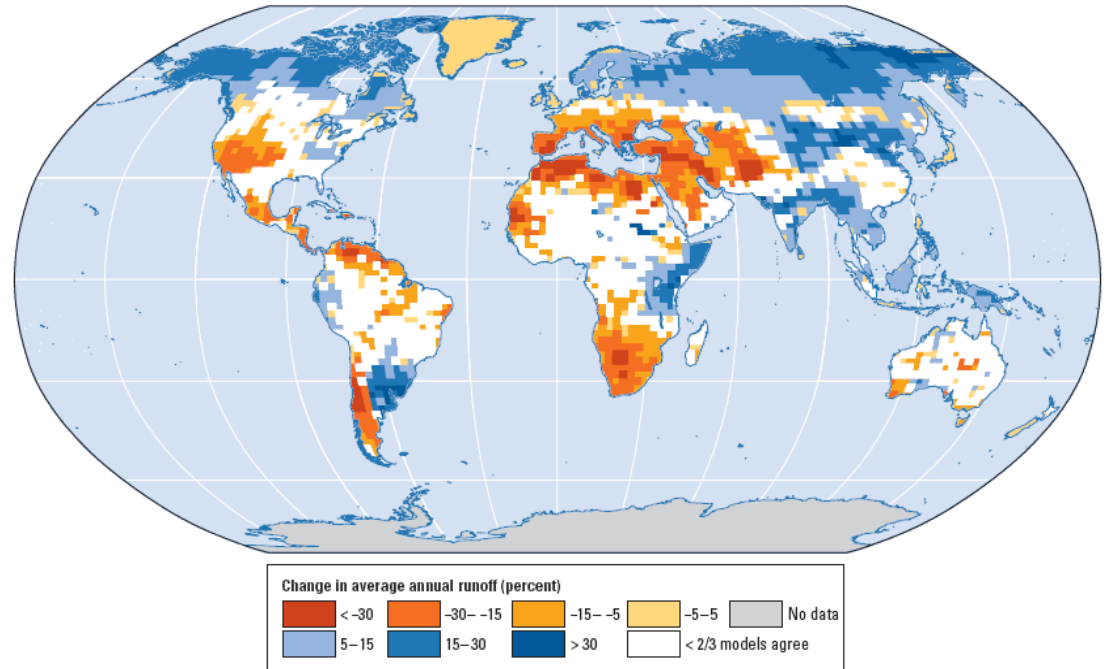 Change in average annual runoff (percent)
< -30 -30– -15 -15– -5 -5–5 No data
5–15 15–30 > 30 < 2/3 models agree